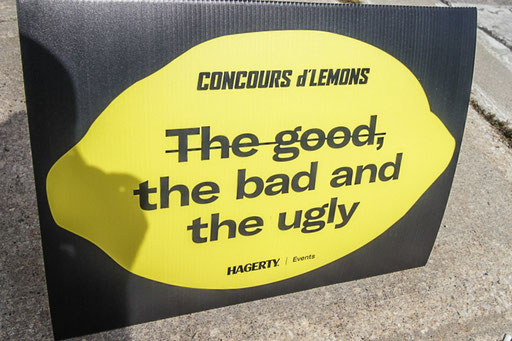 CONCOURS d'LEMONS
The good,
the bad and
the ugly
HAGERTY | Events